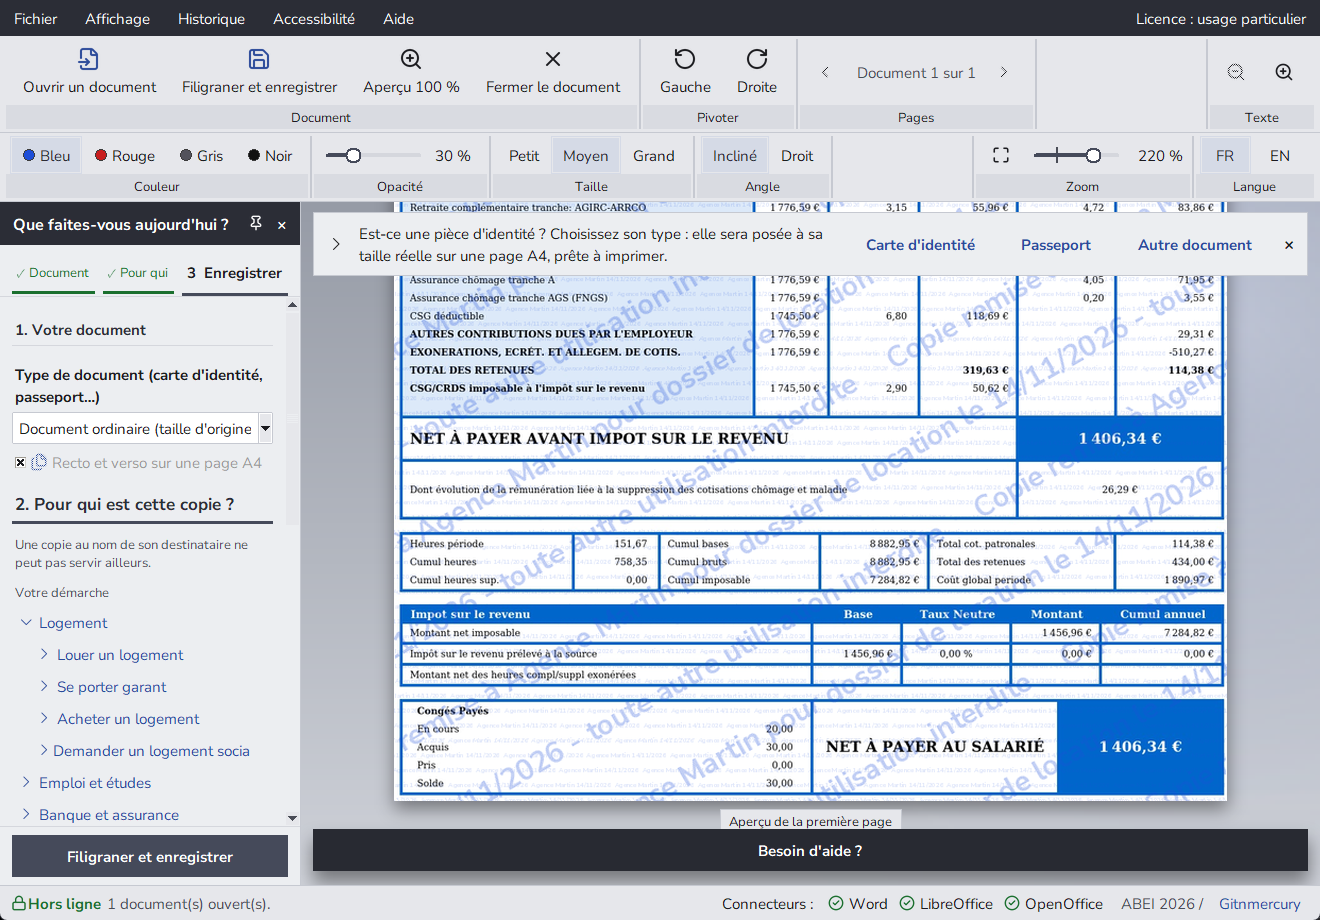 Fichier Affichage Historique Accessibilité Aide Licence : usage particulier
Ouvrir un document Filigraner et enregistrer Aperçu 100 % Fermer le document Gauche Droite Document 1 sur 1
Document Pivoter Pages Texte
Bleu Rouge Gris Noir 30 % Petit Moyen Grand Incliné Droit 220 % FR EN
Couleur Opacité Taille Angle Zoom Langue
Que faites-vous aujourd'hui ?
Document Pour qui 3 Enregistrer
1. Votre document
Type de document (carte d'identité,
passeport...)
Document ordinaire (taille d'origine
Recto et verso sur une page A4
2. Pour qui est cette copie ?
Une copie au nom de son destinataire ne
peut pas servir ailleurs.
Votre démarche
Logement
Louer un logement
Se porter garant
Acheter un logement
Demander un logement socia
Emploi et études
Banque et assurance
Filigraner et enregistrer
Retraite complémentaire tranche: AGIRC-ARRCO 1 776,59 € 3,15 55,96 € 4,72 83,86 €
Est-ce une pièce d'identité ? Choisissez son type : elle sera posée à sa
taille réelle sur une page A4, prête à imprimer.
Carte d'identité Passeport Autre document
Assurance chômage tranche A 1 776,59 € 4,05 71,95 €
Assurance chômage tranche AGS (FNGS) 1 776,59 € 0,20 3,55 €
CSG déductible 1 745,50 € 6,80 118,69 €
AUTRES CONTRIBUTIONS DUES PAR L'EMPLOYEUR 1 776,59 € 29,31 €
EXONERATIONS, ECRÉT. ET ALLEGEM. DE COTIS. 1 776,59 € -510,27 €
TOTAL DES RETENUES 319,63 € 114,38 €
CSG/CRDS imposable à l'impôt sur le revenu 1 745,50 € 2,90 50,62 €
NET À PAYER AVANT IMPOT SUR LE REVENU 1 406,34 €
Dont évolution de la rémunération liée à la suppression des cotisations chômage et maladie 26,29 €
Heures période 151,67 Cumul bases 8 882,95 € Total cot. patronales 114,38 €
Cumul heures 758,35 Cumul bruts 8 882,95 € Total des retenues 434,00 €
Cumul heures sup. 0,00 Cumul imposable 7 284,82 € Coût global periode 1 890,97 €
Impot sur le revenu Base Taux Neutre Montant Cumul annuel
Montant net imposable 1 456,96 € 7 284,82 €
Impôt sur le revenu prélevé à la source 1 456,96 € 0,00 % 0,00 € 0,00 €
Montant net des heures compl/suppl exonérées
Congés Payés
En cours 20,00
Acquis 30,00
Pris 0,00
Solde 30,00
NET À PAYER AU SALARIÉ 1 406,34 €
Copie remise à Agence Martin pour dossier de location le 14/11/2026 - toute autre utilisation interdite
Aperçu de la première page
Besoin d'aide ?
Hors ligne 1 document(s) ouvert(s). Connecteurs : Word LibreOffice OpenOffice ABEI 2026 / Gitnmercury